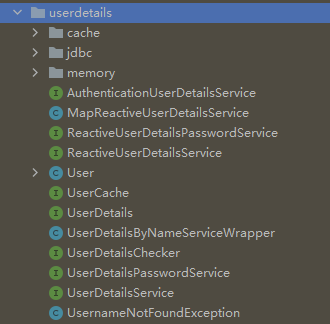 userdetails
cache
jdbc
memory
AuthenticationUserDetailsService
MapReactiveUserDetailsService
ReactiveUserDetailsPasswordService
ReactiveUserDetailsService
User
UserCache
UserDetails
UserDetailsByNameServiceWrapper
UserDetailsChecker
UserDetailsPasswordService
UserDetailsService
UsernameNotFoundException